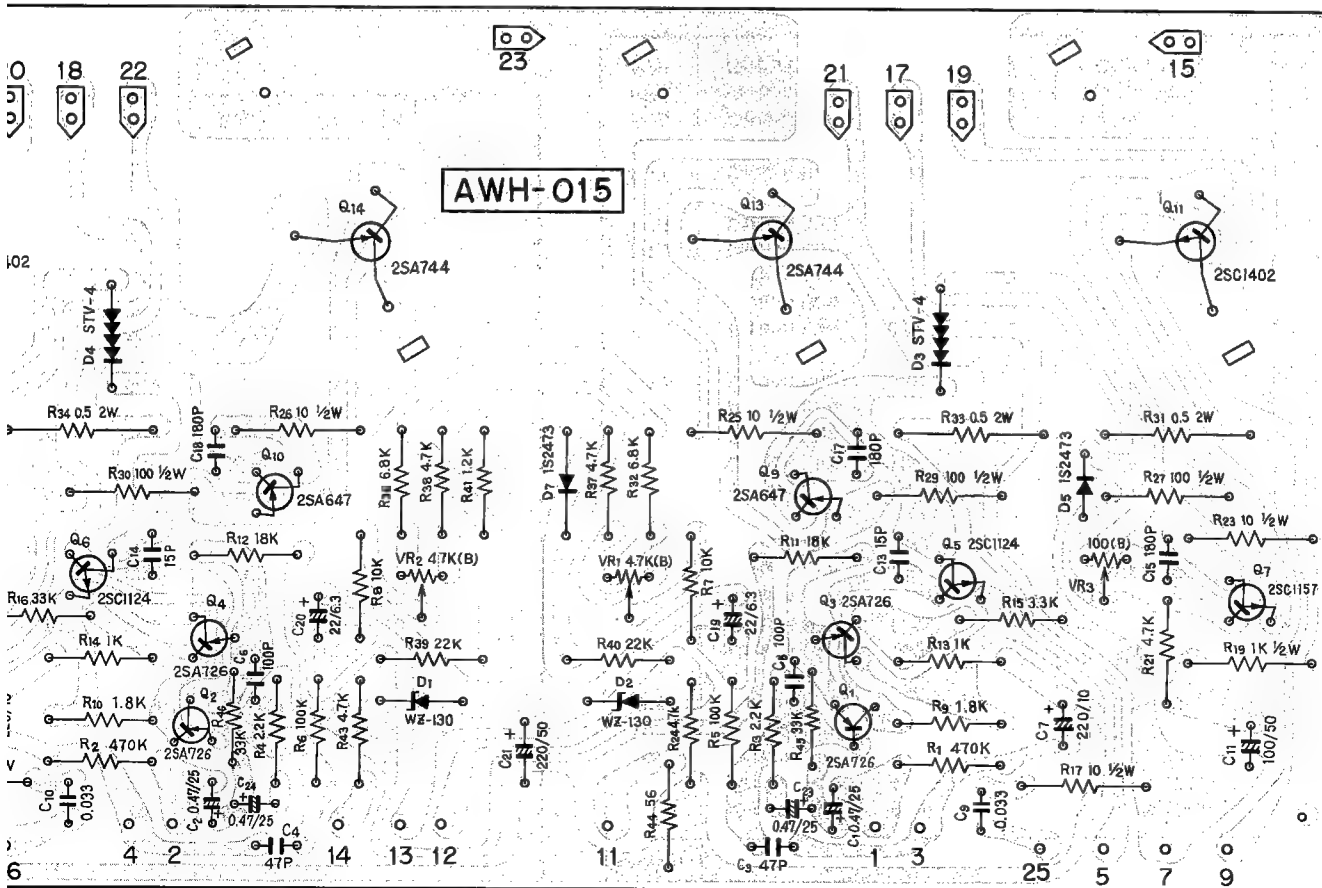 23
15
18
22
21
17
19
AWH-015
Q14
Q13
Q11
2SA744
2SA744
2SC1402
402
D4 STV-4
D3 STV-4
R34 0.5 2W
C18 180P
R26 10 ½W
R25 10 ½W
C17 180P
R33 0.5 2W
R31 0.5 2W
R30 100 ½W
Q10
2SA647
6.8K
R38 4.7K
R41 1.2K
D7 1S2473
R37 4.7K
R32 6.8K
Q9
2SA647
R29 100 ½W
D5 1S2473
R27 100 ½W
R23 10 ½W
Q6
2SC1124
C14 15P
R12 18K
R8 10K
VR2 4.7K(B)
VR1 4.7K(B)
R7 10K
R11 18K
C13 15P
Q5 2SC1124
100(B)
VR3
C15 180P
Q7
2SC1157
R16 33K
Q4
2SA726
C20 +
22/6.3
C19 +
22/6.3
Q3 2SA726
R15 3.3K
R14 1K
C6 100P
R39 22K
R40 22K
100P
R13 1K
R21 4.7K
R19 1K ½W
R10 1.8K
Q2
2SA726
R46 33K
R4 2.2K
R6 100K
R43 4.7K
D1
WZ-130
D2
WZ-130
R24 4.7K
R5 100K
R3 2.2K
R45 33K
Q1
2SA726
R9 1.8K
C7 +
220/10
R2 470K
C21 +
220/50
R1 470K
C11 +
100/50
R17 10 ½W
C10
0.033
C2 0.47/25
+
C24
+
0.47/25
C4
47P
R44 56
C23
+
0.47/25
C3 47P
C1 0.47/25
+
C9
0.033
6
4
2
14
13
12
11
1
3
25
5
7
9